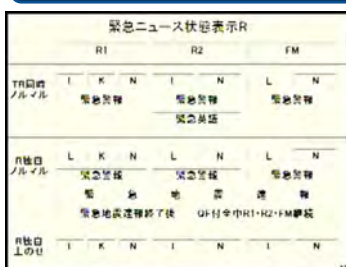 緊急ニュース状態表示R
R1 R2 FM
TR同時
ノルマル
L K N L N L N
緊急警報 緊急警報 緊急警報
緊急英語
R独自
ノルマル
L K N L N L N
緊急警報 緊急警報 緊急警報
緊急地震速報
緊急地震速報終了後 QF付全中R1・R2・FM継続
R独自
上のせ
L K N L N L N